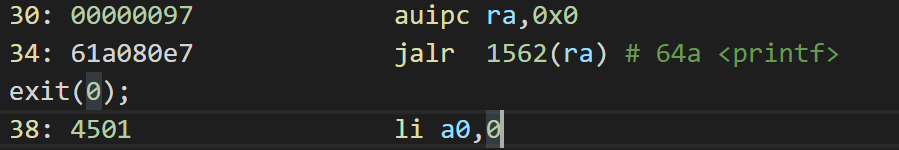 30: 00000097 auipc ra,0x0
34: 61a080e7 jalr 1562(ra) # 64a <printf>
exit(0);
38: 4501 li a0,0